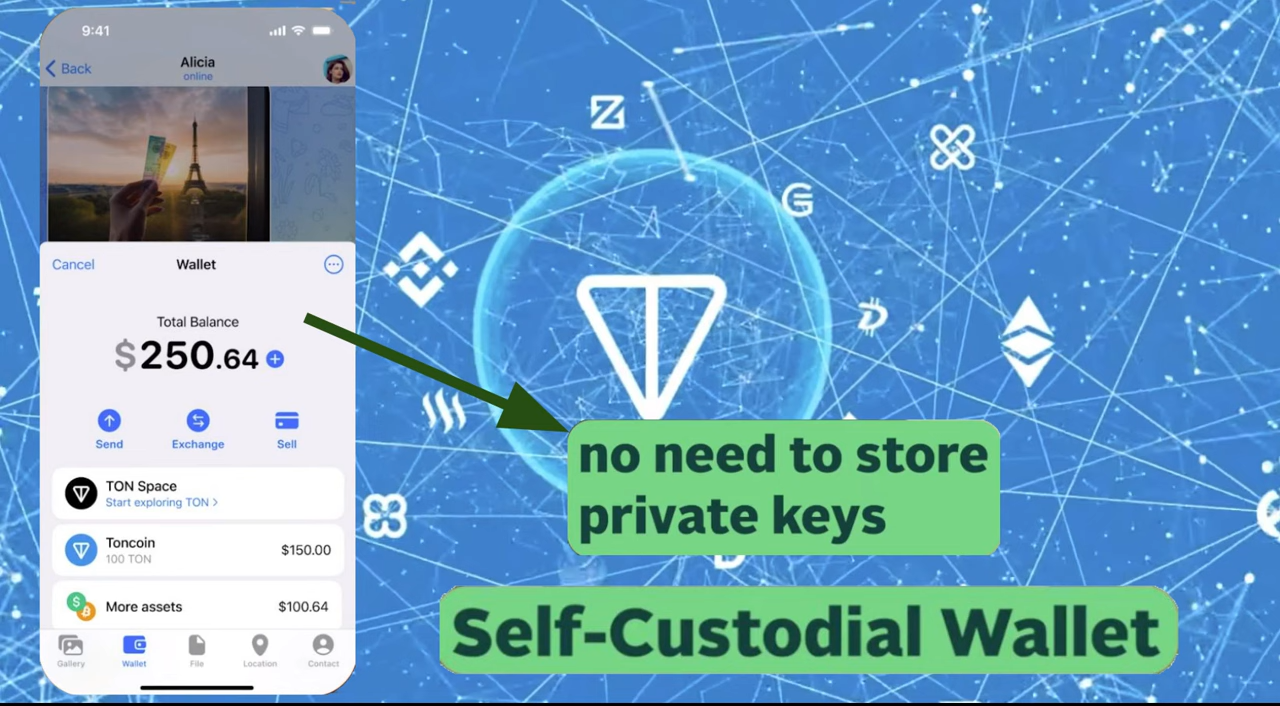 9:41
Back
Alicia
online
Cancel
Wallet
Total Balance
$250.64
Send
Exchange
Sell
TON Space
Start exploring TON >
Toncoin
100 TON
$150.00
More assets
$100.64
Gallery
Wallet
File
Location
Contact
no need to store
private keys
Self-Custodial Wallet